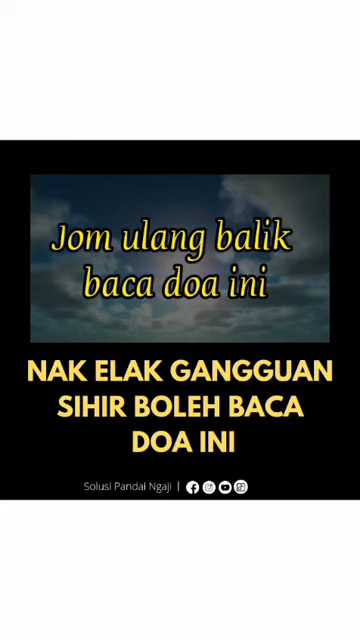 Jom ulang balik
baca doa ini
NAK ELAK GANGGUAN
SIHIR BOLEH BACA
DOA INI
Solusi Pandai Ngaji |